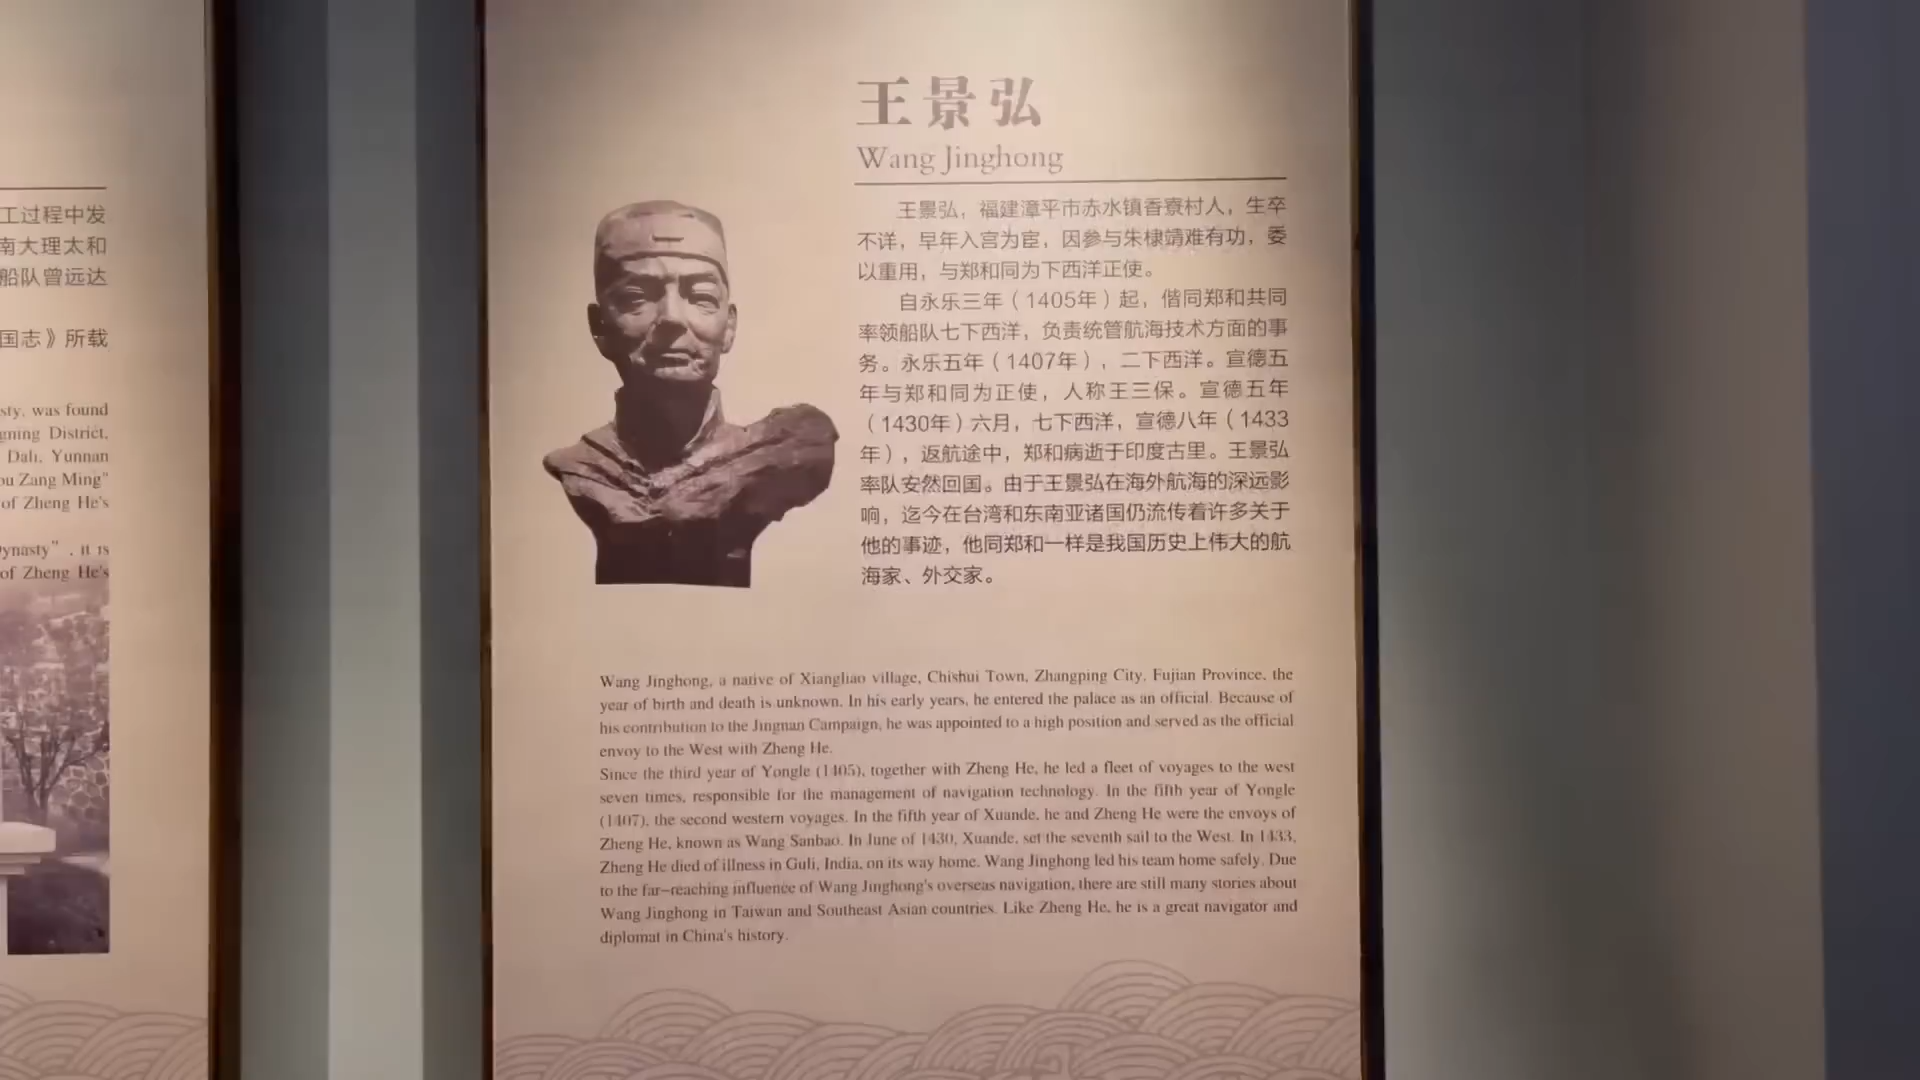 工过程中发
南大理太和
船队曾远达
国志》所载
sty, was found
gning District,
Dali, Yunnan
ou Zang Ming"
of Zheng He's
ynasty", it is
of Zheng He's
王景弘
Wang Jinghong
王景弘，福建漳平市赤水镇香寮村人，生卒
不详，早年入宫为宦，因参与朱棣靖难有功，委
以重用，与郑和同为下西洋正使。
自永乐三年（1405年）起，偕同郑和共同
率领船队七下西洋，负责统管航海技术方面的事
务。永乐五年（1407年），二下西洋。宣德五
年与郑和同为正使，人称王三保。宣德五年
（1430年）六月，七下西洋，宣德八年（1433
年），返航途中，郑和病逝于印度古里。王景弘
率队安然回国。由于王景弘在海外航海的深远影
响，迄今在台湾和东南亚诸国仍流传着许多关于
他的事迹，他同郑和一样是我国历史上伟大的航
海家、外交家。
Wang Jinghong, a native of Xiangliao village, Chishui Town, Zhangping City, Fujian Province, the
year of birth and death is unknown. In his early years, he entered the palace as an official. Because of
his contribution to the Jingnan Campaign, he was appointed to a high position and served as the official
envoy to the West with Zheng He.
Since the third year of Yongle (1405), together with Zheng He, he led a fleet of voyages to the west
seven times, responsible for the management of navigation technology. In the fifth year of Yongle
(1407), the second western voyages. In the fifth year of Xuande, he and Zheng He were the envoys of
Zheng He, known as Wang Sanbao. In June of 1430, Xuande, set the seventh sail to the West. In 1433,
Zheng He died of illness in Guli, India, on its way home. Wang Jinghong led his team home safely. Due
to the far-reaching influence of Wang Jinghong's overseas navigation, there are still many stories about
Wang Jinghong in Taiwan and Southeast Asian countries. Like Zheng He, he is a great navigator and
diplomat in China's history.